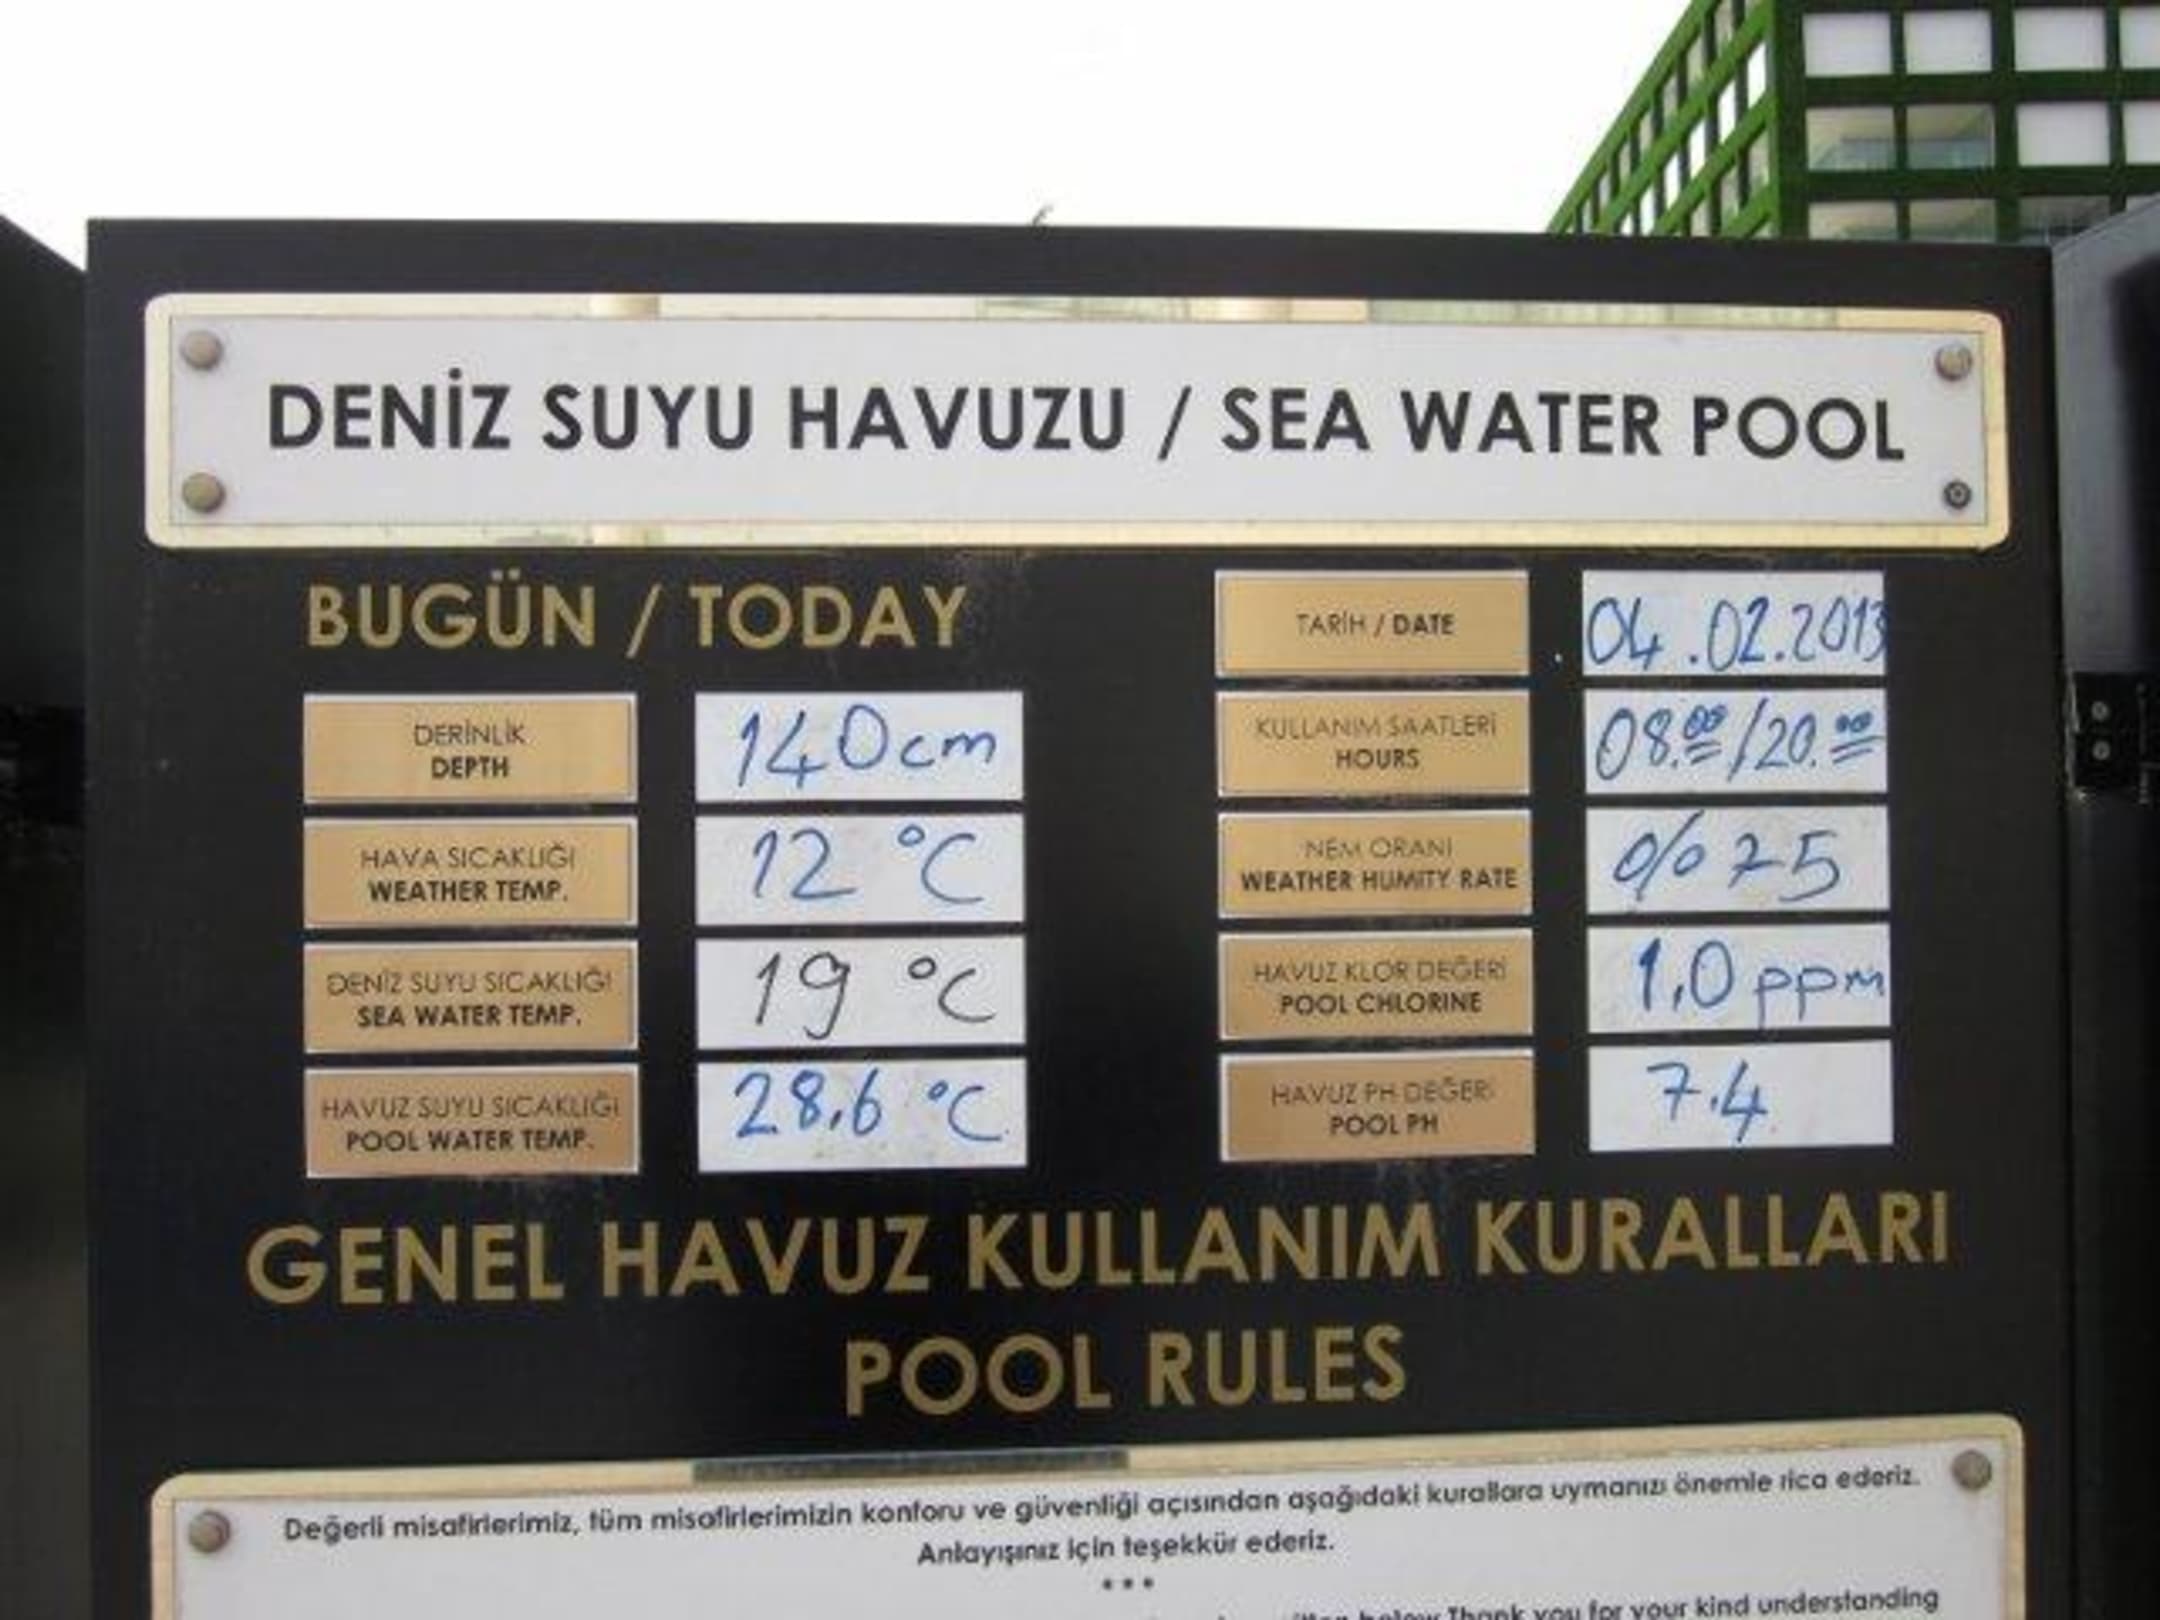 DENİZ SUYU HAVUZU / SEA WATER POOL
BUGÜN / TODAY
DERİNLİK
DEPTH
140cm
HAVA SICAKLIĞI
WEATHER TEMP.
12 °C
DENİZ SUYU SICAKLIĞI
SEA WATER TEMP.
19 °C
HAVUZ SUYU SICAKLIĞI
POOL WATER TEMP.
28,6 °C
TARİH / DATE
04.02.2013
KULLANIM SAATLERİ
HOURS
08.00/20.00
NEM ORANI
WEATHER HUMITY RATE
%75
HAVUZ KLOR DEĞERİ
POOL CHLORINE
1,0 ppm
HAVUZ PH DEĞERİ
POOL PH
7.4
GENEL HAVUZ KULLANIM KURALLARI
POOL RULES
Değerli misafirlerimiz, tüm misafirlerimizin konforu ve güvenliği açısından aşağıdaki kurallara uymanızı önemle rica ederiz.
Anlayışınız için teşekkür ederiz.
•••
below Thank you for your kind understanding